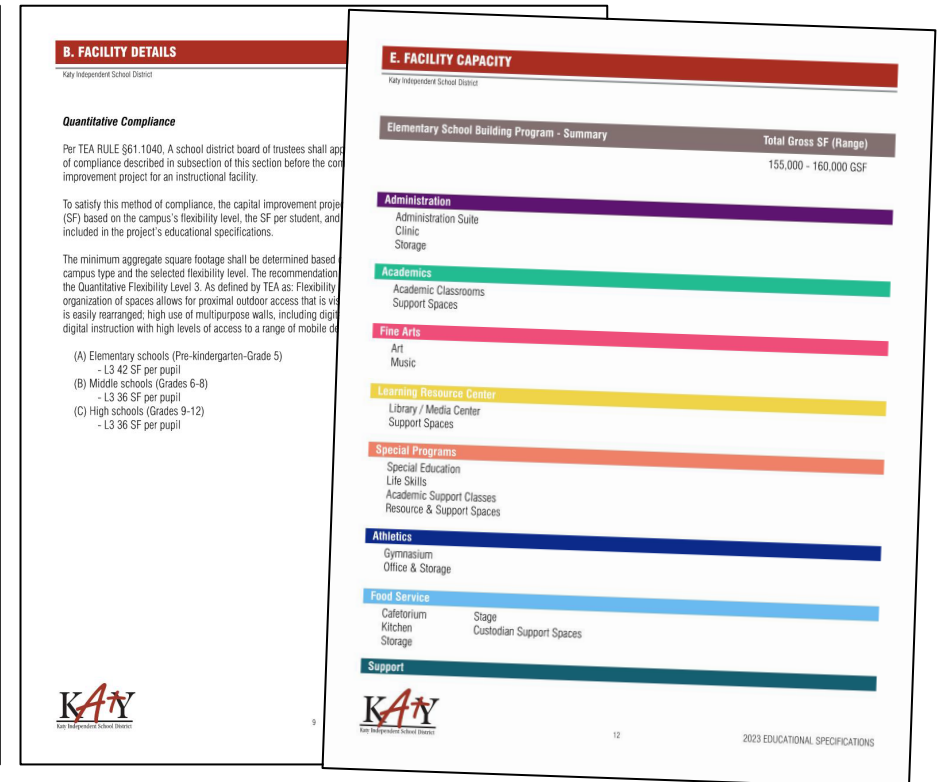 B. FACILITY DETAILS
Katy Independent School District
Quantitative Compliance
Per TEA RULE §61.1040, A school district board of trustees shall
of compliance described in subsection of this section before the
improvement project for an instructional facility.
To satisfy this method of compliance, the capital improvement
(SF) based on the campus's flexibility level, the SF per student, and
included in the project's educational specifications.
The minimum aggregate square footage shall be determined based
campus type and the selected flexibility level. The recommendation
the Quantitative Flexibility Level 3. As defined by TEA as: Flexibility
organization of spaces allows for proximal outdoor access that is
is easily rearranged; high use of multipurpose walls, including
digital instruction with high levels of access to a range of mobile
(A) Elementary schools (Pre-kindergarten-Grade 5)
- L3 42 SF per pupil
(B) Middle schools (Grades 6-8)
- L3 36 SF per pupil
(C) High schools (Grades 9-12)
- L3 36 SF per pupil
KATY
Katy Independent School District
9
E. FACILITY CAPACITY
Katy Independent School District
Elementary School Building Program - Summary
Total Gross SF (Range)
155,000 - 160,000 GSF
Administration
Administration Suite
Clinic
Storage
Academics
Academic Classrooms
Support Spaces
Fine Arts
Art
Music
Learning Resource Center
Library / Media Center
Support Spaces
Special Programs
Special Education
Life Skills
Academic Support Classes
Resource & Support Spaces
Athletics
Gymnasium
Office & Storage
Food Service
Cafetorium
Kitchen
Storage
Stage
Custodian Support Spaces
Support
KATY
Katy Independent School District
12
2023 EDUCATIONAL SPECIFICATIONS